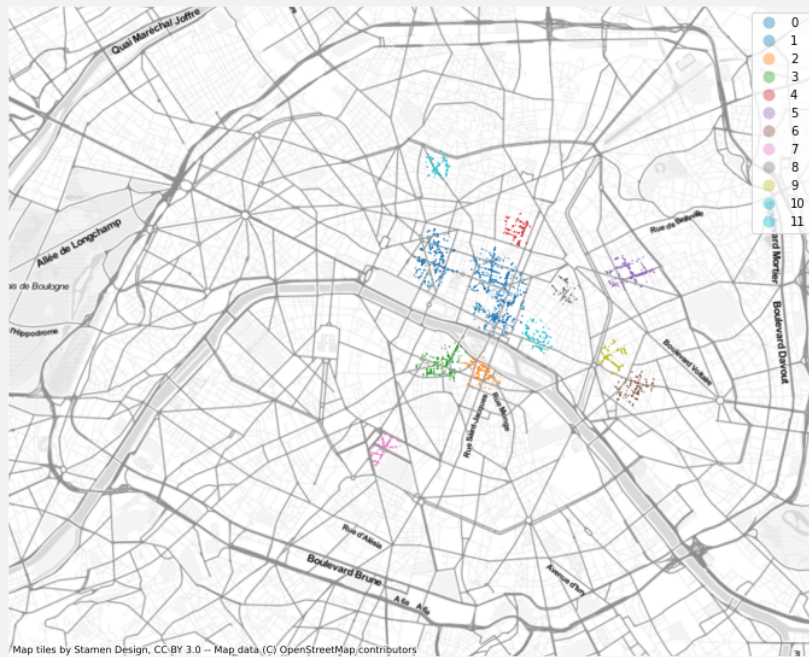 Quai Maréchal Joffre
0
1
2
3
4
5
6
7
8
9
10
11
Allée de Longchamp
is de Boulogne
l'Hippodrome
Rue de Belleville
ard Mortier
Boulevard Davout
Boulevard Voltaire
Rue Monge
Rue Saint-Jacques
Rue d'Alésia
Boulevard Brune
A 6a
A 6a
Avenue d'Ivry
Map tiles by Stamen Design, CC BY 3.0 -- Map data (C) OpenStreetMap contributors